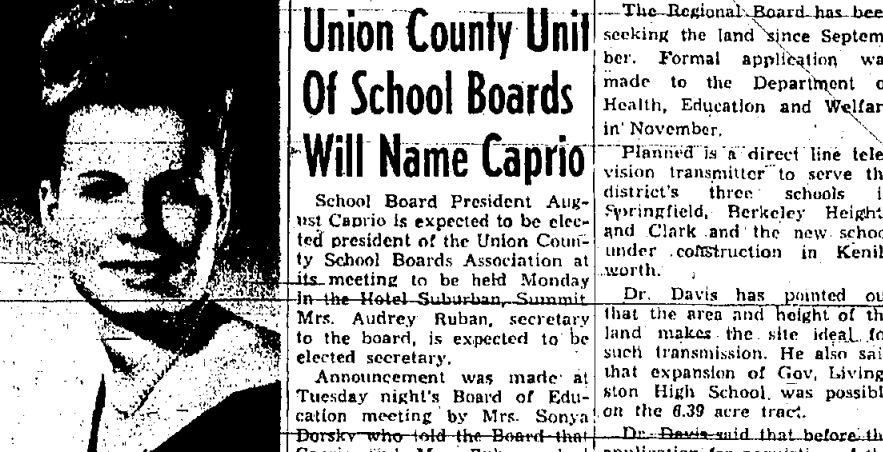 Union County Unit
Of School Boards
Will Name Caprio
School Board President Aug-
ust Caprio is expected to be elec-
ted president of the Union Coun-
ty School Boards Association at
its meeting to be held Monday
in the Hotel Suburban, Summit
Mrs. Audrey Ruban, secretary
to the board, is expected to be
elected secretary.
Announcement was made at
Tuesday night's Board of Edu-
cation meeting by Mrs. Sonya
Dorsky who told the Board that
The Regional Board has bee
seeking the land since Septem
ber. Formal application wa
made to the Department o
Health, Education and Welfar
in November.
Planned is a direct line tele
vision transmitter to serve th
district's three schools i
Springfield, Berkeley Height
and Clark and the new schoo
under construction in Kenil
worth.
Dr. Davis has pointed ou
that the area and height of th
land makes the site ideal fo
such transmission. He also sai
that expansion of Gov. Living
ston High School was possibl
on the 6.39 acre tract.
Dr. Davis said that before th